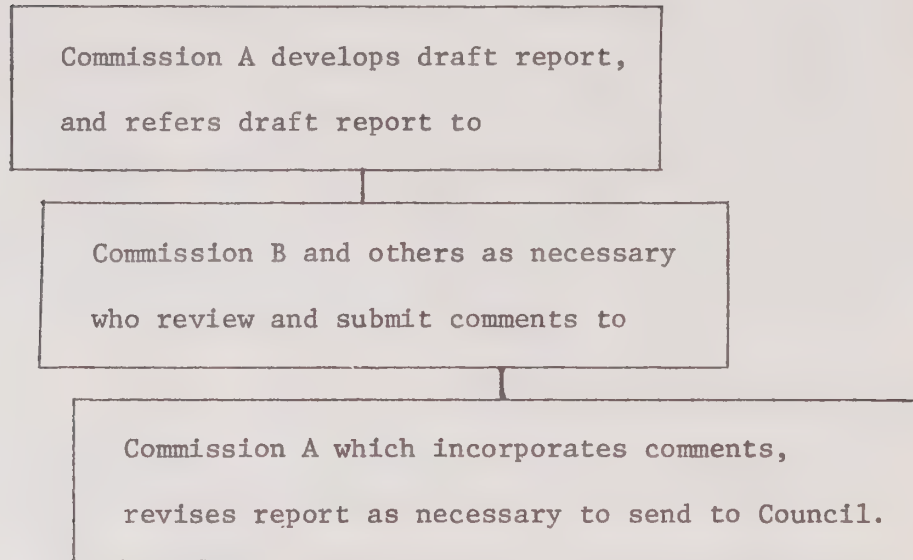 Commission A develops draft report,
and refers draft report to
Commission B and others as necessary
who review and submit comments to
Commission A which incorporates comments,
revises report as necessary to send to Council.